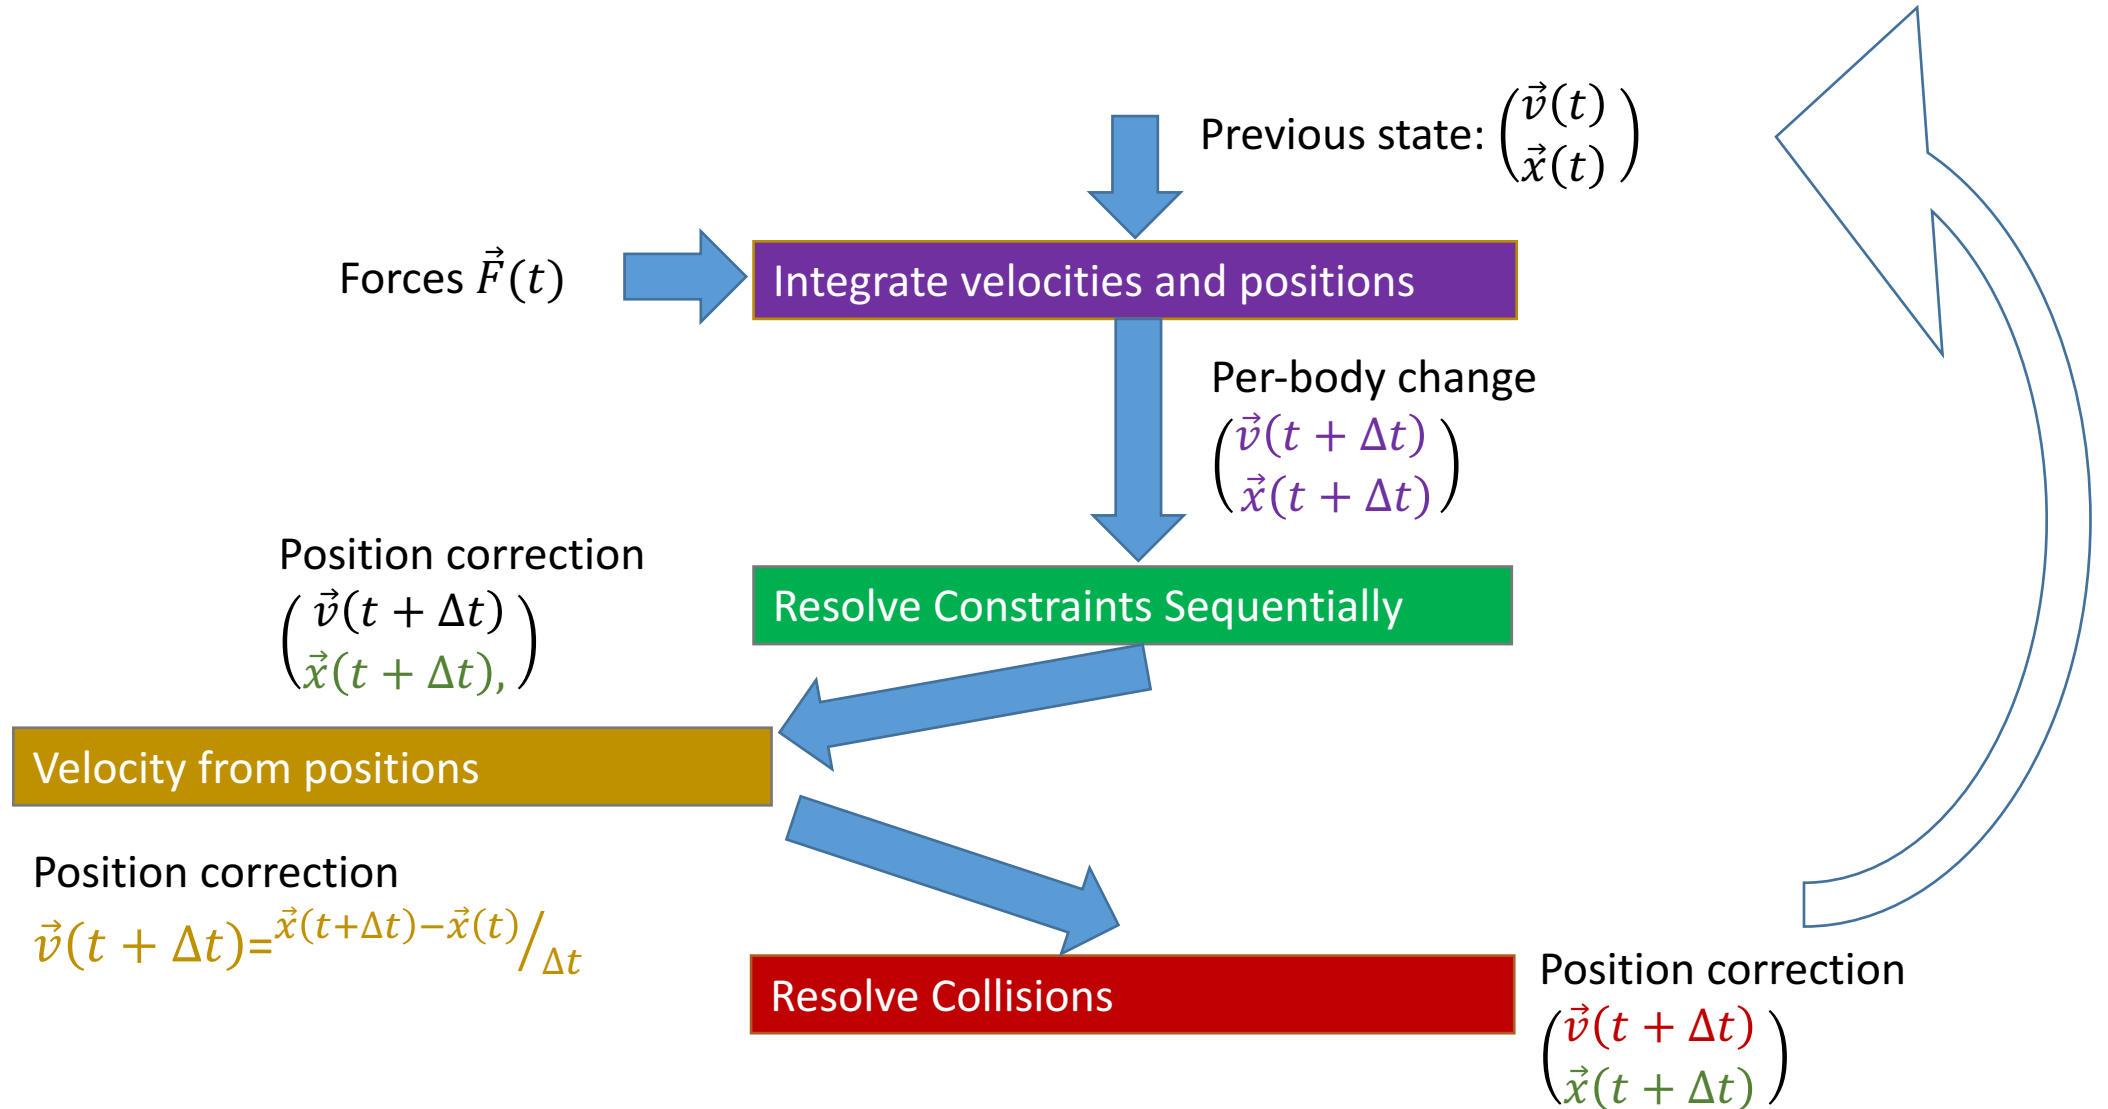 Previous state: (v⃗(t)
x⃗(t))
Forces F⃗(t)
Integrate velocities and positions
Per-body change
(v⃗(t + Δt)
x⃗(t + Δt))
Position correction
(v⃗(t + Δt)
x⃗(t + Δt),)
Resolve Constraints Sequentially
Velocity from positions
Position correction
v⃗(t + Δt)=x⃗(t+Δt)−x⃗(t)/Δt
Resolve Collisions
Position correction
(v⃗(t + Δt)
x⃗(t + Δt))